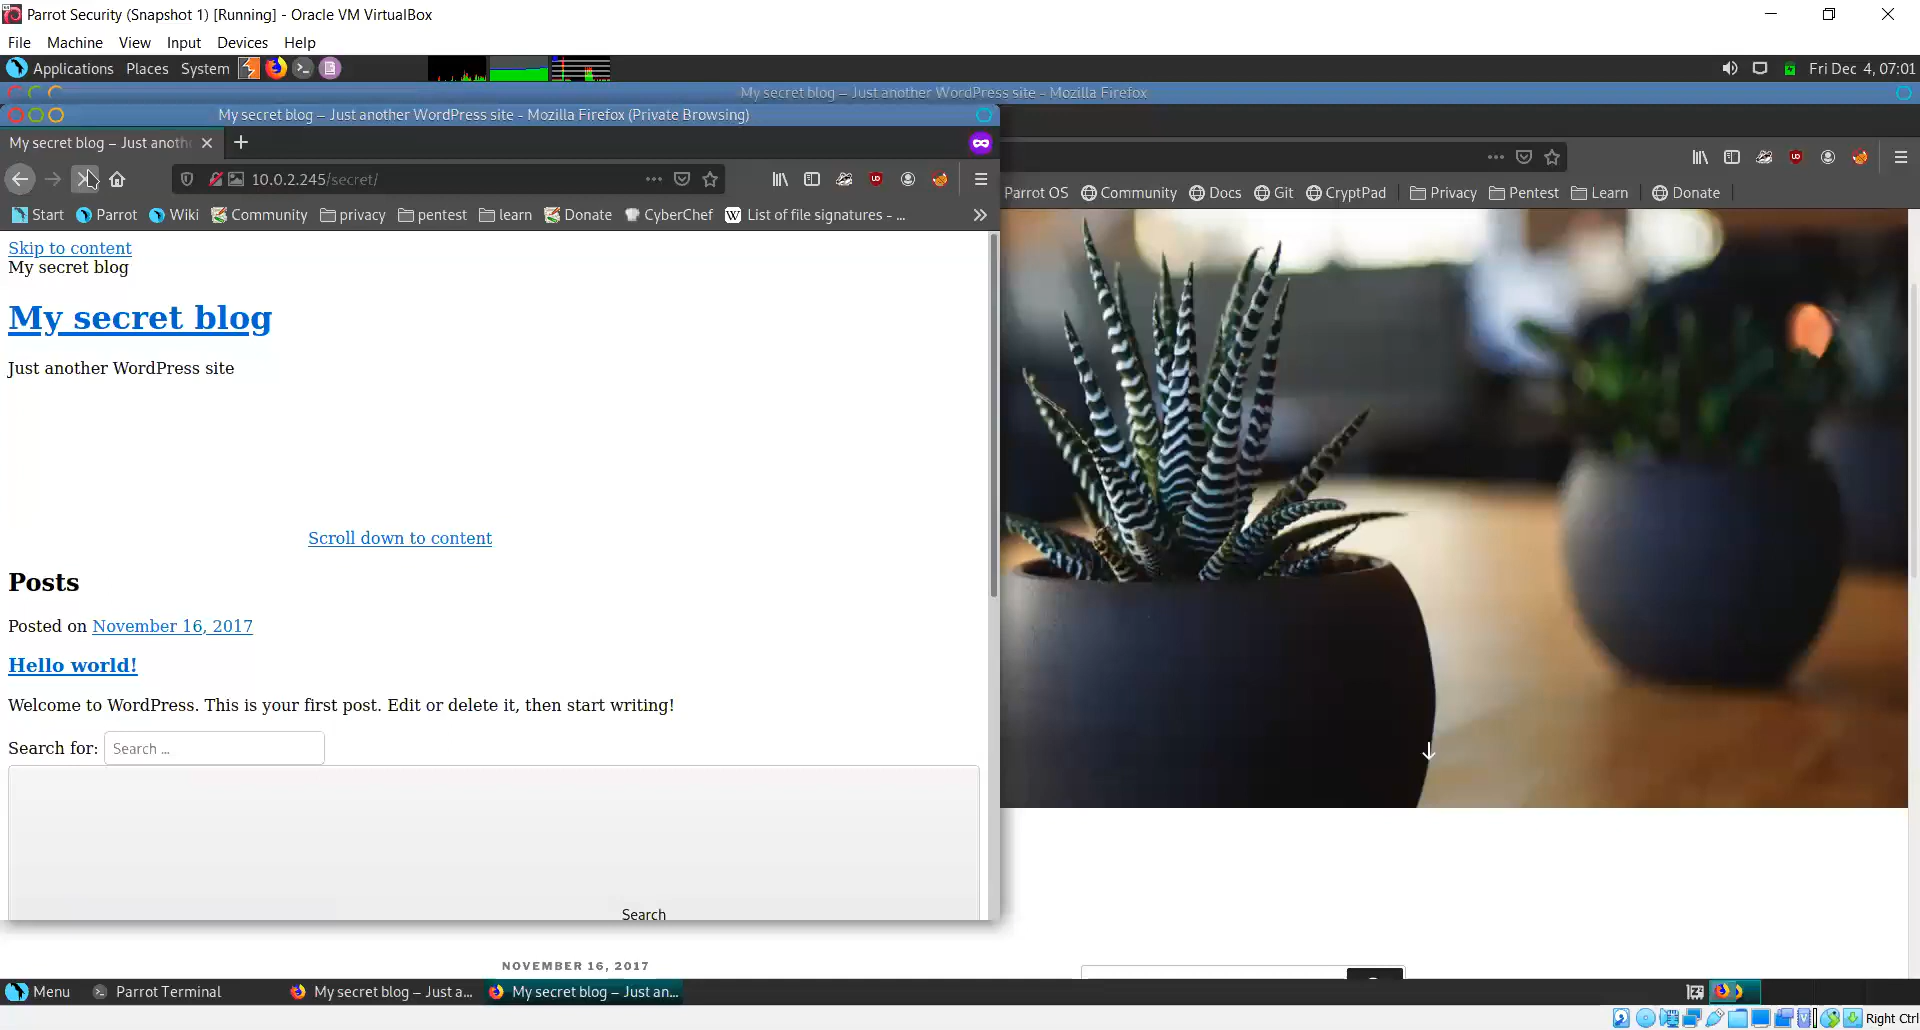 Parrot Security (Snapshot 1) [Running] - Oracle VM VirtualBox
File Machine View Input Devices Help
Applications Places System Fri Dec 4, 07:01
My secret blog – Just another WordPress site - Mozilla Firefox
My secret blog – Just another WordPress site - Mozilla Firefox (Private Browsing)
My secret blog – Just anoth
10.0.2.245/secret/
Parrot OS Community Docs Git CryptPad Privacy Pentest Learn Donate
Start Parrot Wiki Community privacy pentest learn Donate CyberChef List of file signatures - ...
Skip to content
My secret blog
My secret blog
Just another WordPress site
Scroll down to content
Posts
Posted on November 16, 2017
Hello world!
Welcome to WordPress. This is your first post. Edit or delete it, then start writing!
Search for: Search ...
Search
NOVEMBER 16, 2017
Menu Parrot Terminal My secret blog – Just a... My secret blog – Just an...
Right Ctrl